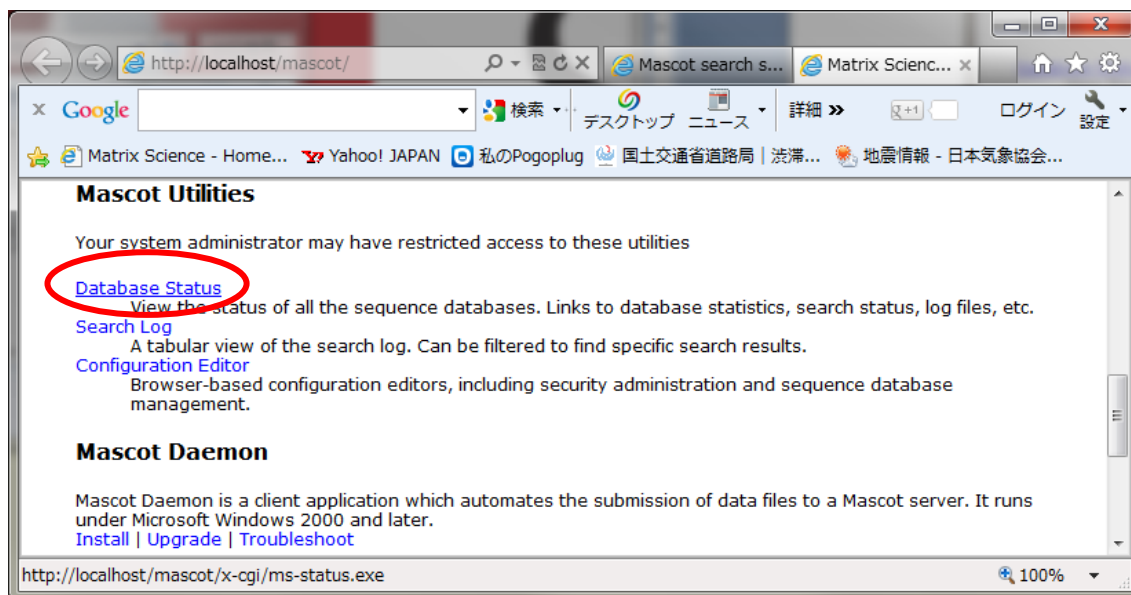 http://localhost/mascot/
Mascot search s...
Matrix Scienc...
Google
検索
デスクトップ
ニュース
詳細
+1
ログイン
設定
Matrix Science - Home...
Yahoo! JAPAN
私のPogoplug
国土交通省道路局 | 渋滞...
地震情報 - 日本気象協会...
Mascot Utilities
Your system administrator may have restricted access to these utilities
Database Status
View the status of all the sequence databases. Links to database statistics, search status, log files, etc.
Search Log
A tabular view of the search log. Can be filtered to find specific search results.
Configuration Editor
Browser-based configuration editors, including security administration and sequence database
management.
Mascot Daemon
Mascot Daemon is a client application which automates the submission of data files to a Mascot server. It runs
under Microsoft Windows 2000 and later.
Install | Upgrade | Troubleshoot
http://localhost/mascot/x-cgi/ms-status.exe
100%